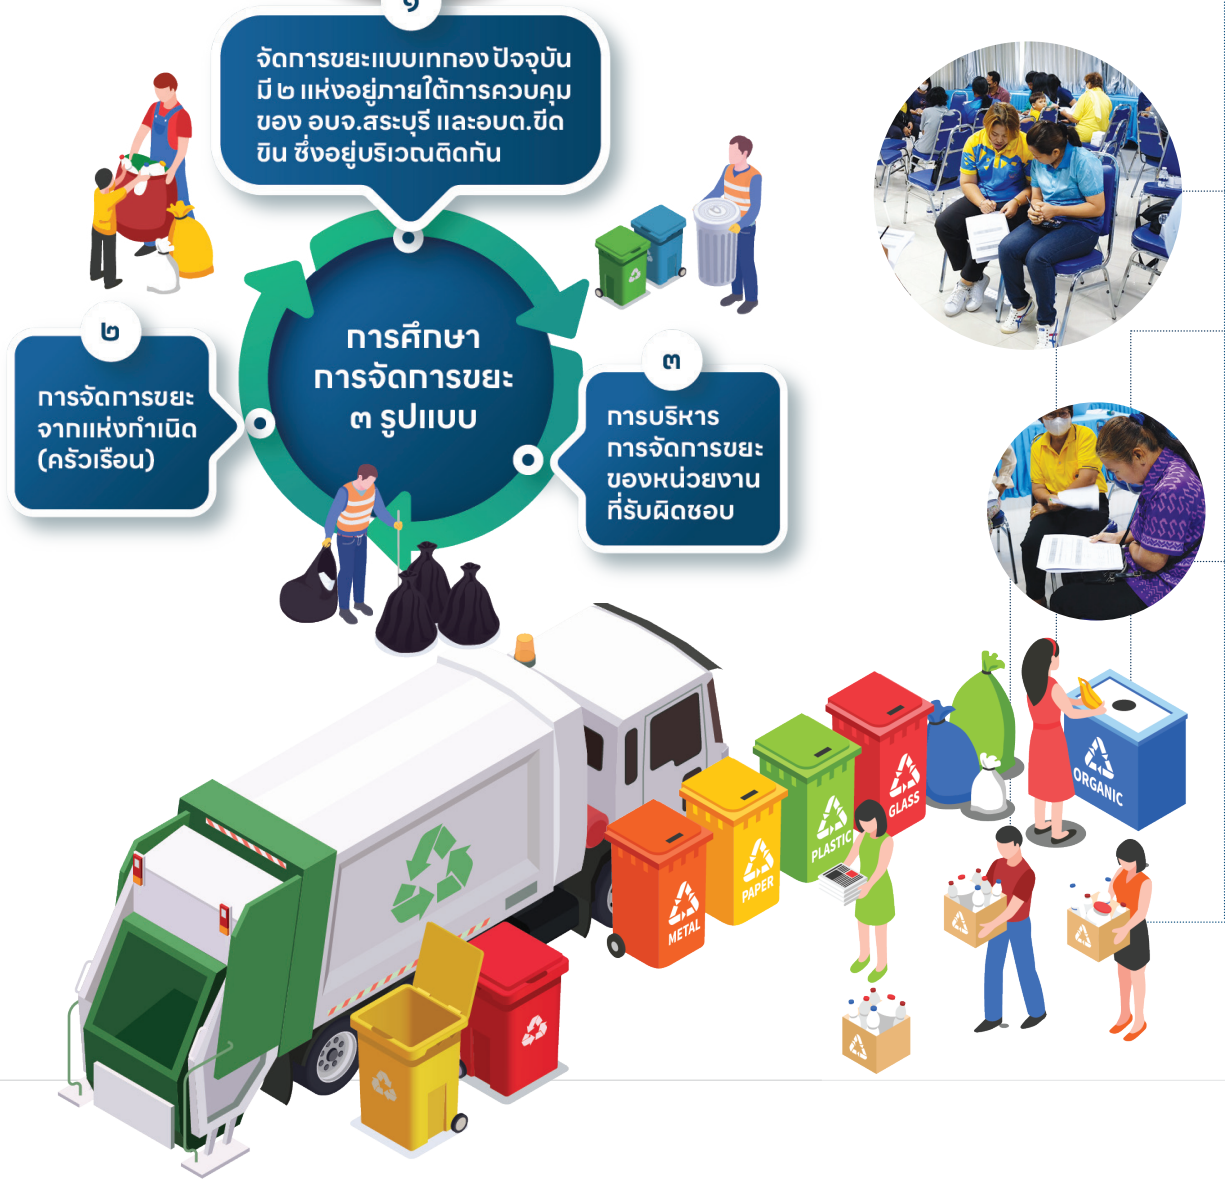 ๑
จัดการขยะแบบเทกอง ปัจจุบัน
มี ๒ แห่งอยู่ภายใต้การควบคุม
ของ อบจ.สระบุรี และอบต.ขีด
ขิน ซึ่งอยู่บริเวณติดกัน
การศึกษา
การจัดการขยะ
๓ รูปแบบ
๒
การจัดการขยะ
จากแห่งกำเนิด
(ครัวเรือน)
๓
การบริหาร
การจัดการขยะ
ของหน่วยงาน
ที่รับผิดชอบ
ORGANIC
GLASS
PLASTIC
PAPER
METAL